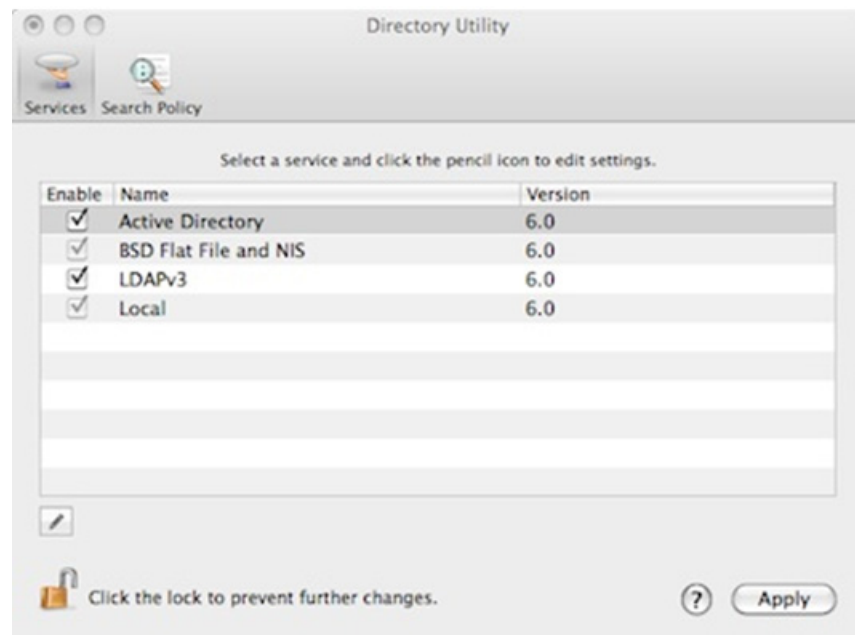 Directory Utility
Services Search Policy
Select a service and click the pencil icon to edit settings.
Enable Name Version
Active Directory 6.0
BSD Flat File and NIS 6.0
LDAPv3 6.0
Local 6.0
Click the lock to prevent further changes.
? Apply